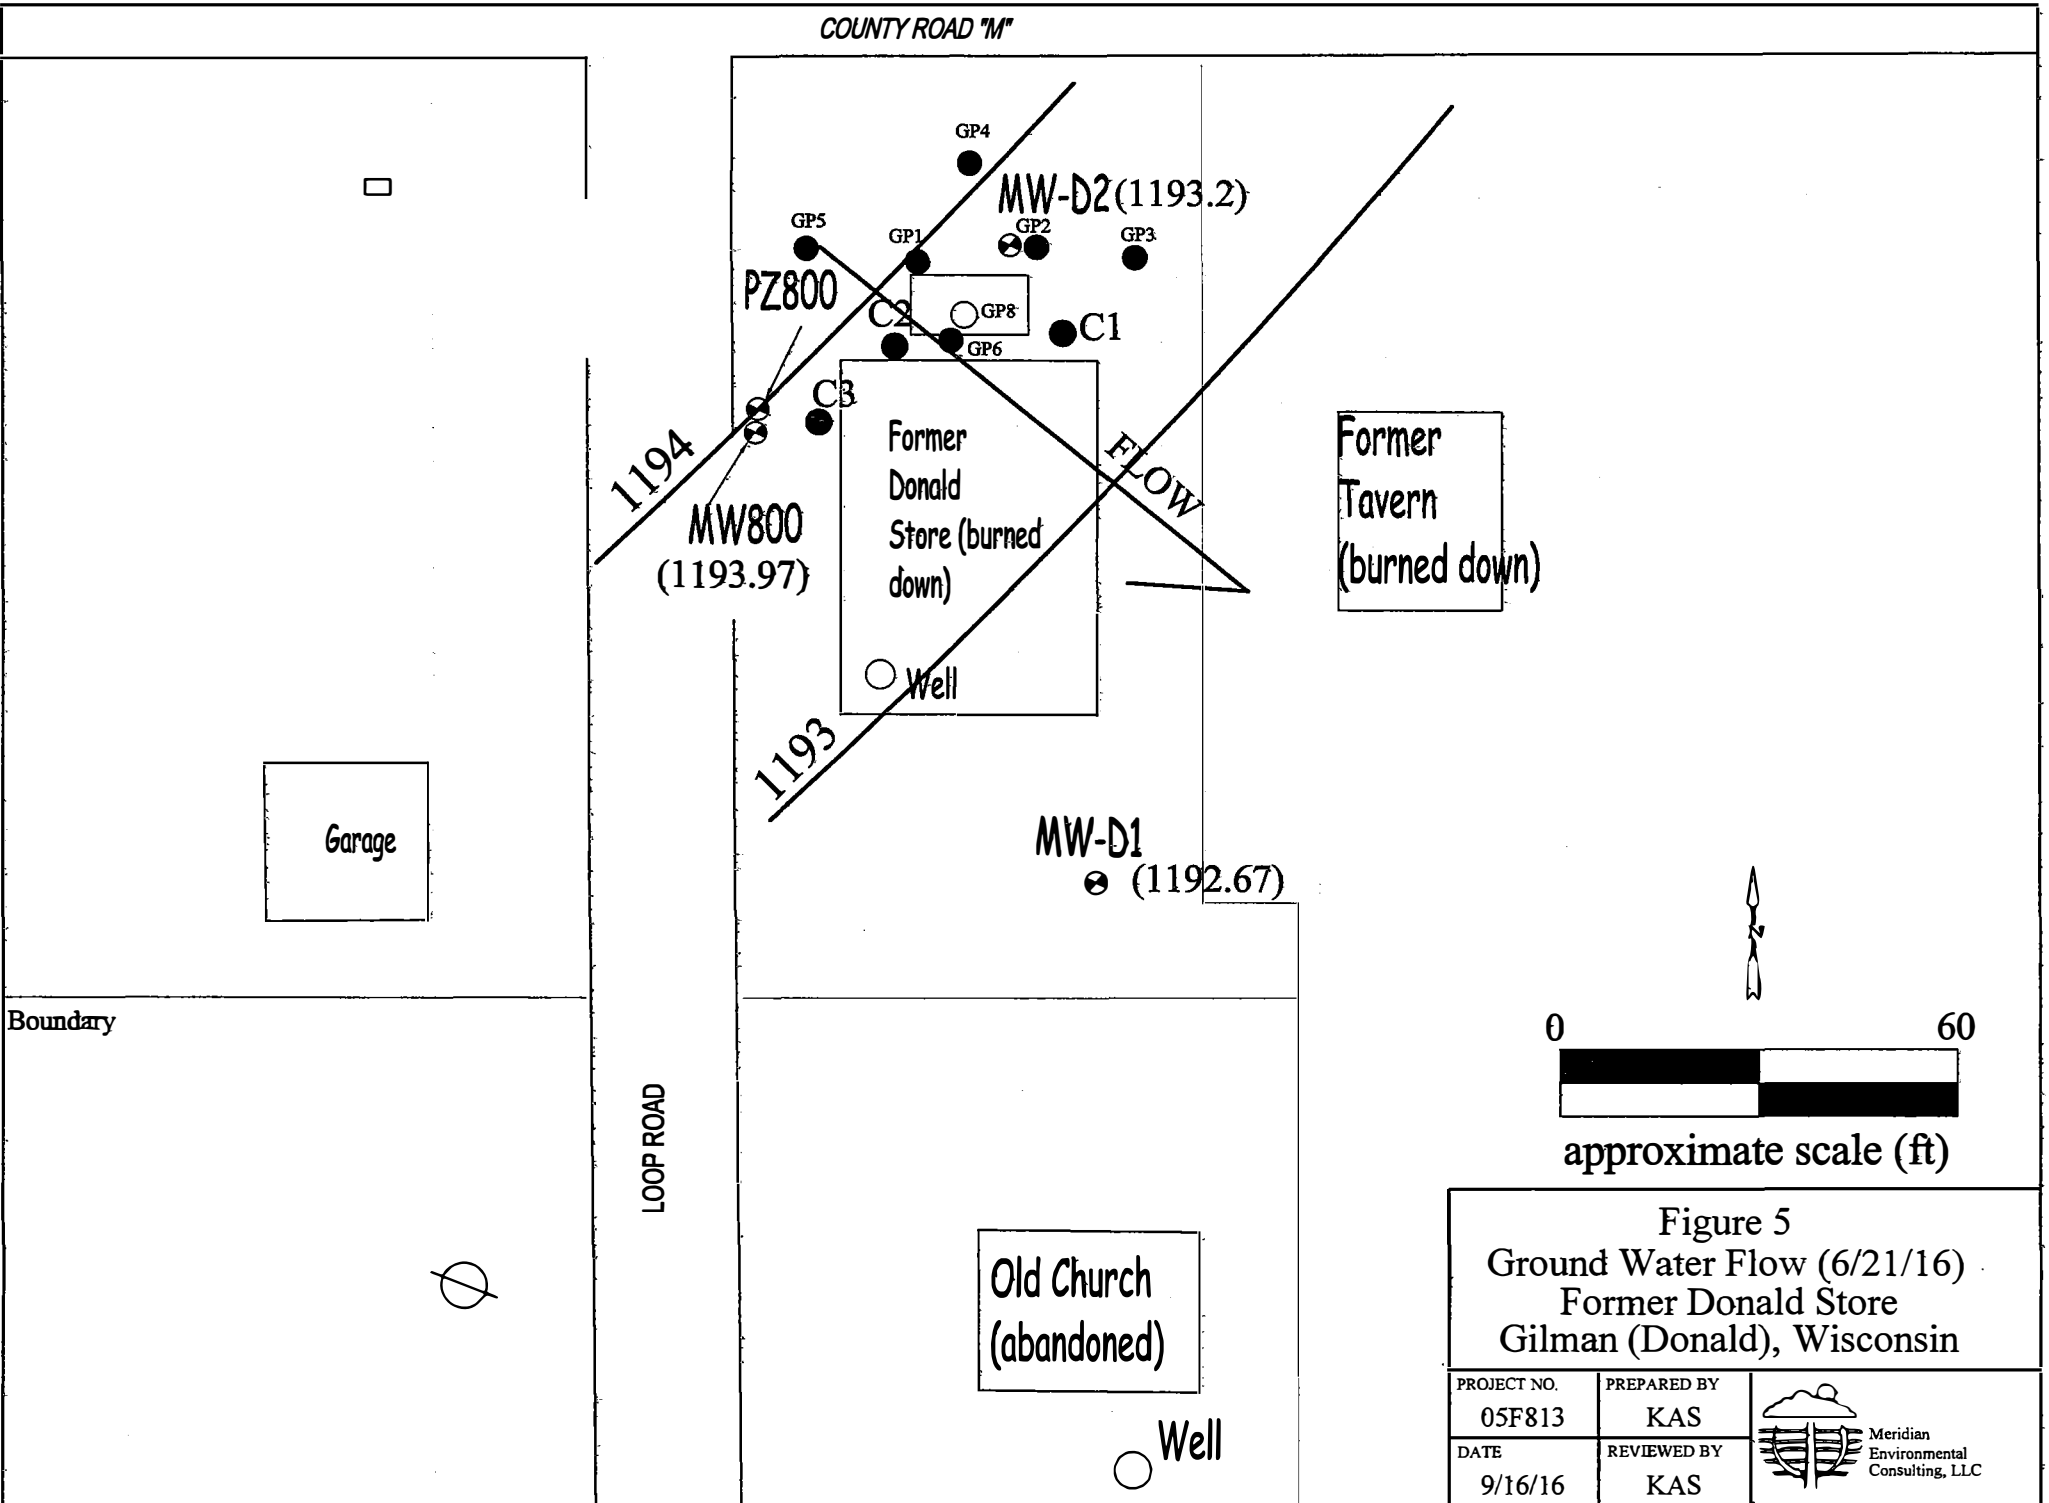 COUNTY ROAD "M"
GP4
MW-D2 (1193.2)
GP5
GP1
GP2
GP3
PZ800
C2
GP8
C1
GP6
C3
1194
Former
Donald
Store (burned
down)
FLOW
Former
Tavern
(burned down)
MW800
(1193.97)
Well
1193
Garage
MW-D1
(1192.67)
N
Boundary
0
60
approximate scale (ft)
LOOP ROAD
Old Church
(abandoned)
Well
Figure 5
Ground Water Flow (6/21/16)
Former Donald Store
Gilman (Donald), Wisconsin
PROJECT NO.
05F813
PREPARED BY
KAS
DATE
9/16/16
REVIEWED BY
KAS
Meridian
Environmental
Consulting, LLC